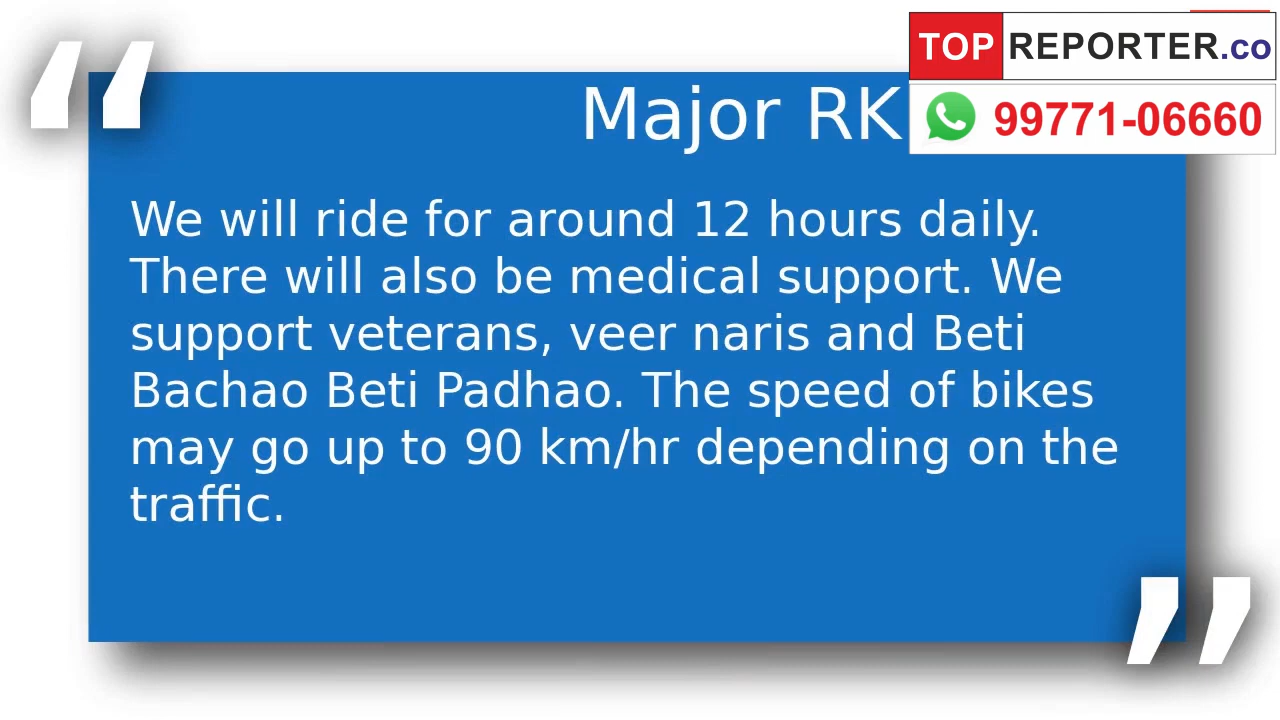 TOP REPORTER.co
99771-06660
Major RK
We will ride for around 12 hours daily.
There will also be medical support. We
support veterans, veer naris and Beti
Bachao Beti Padhao. The speed of bikes
may go up to 90 km/hr depending on the
traffic.